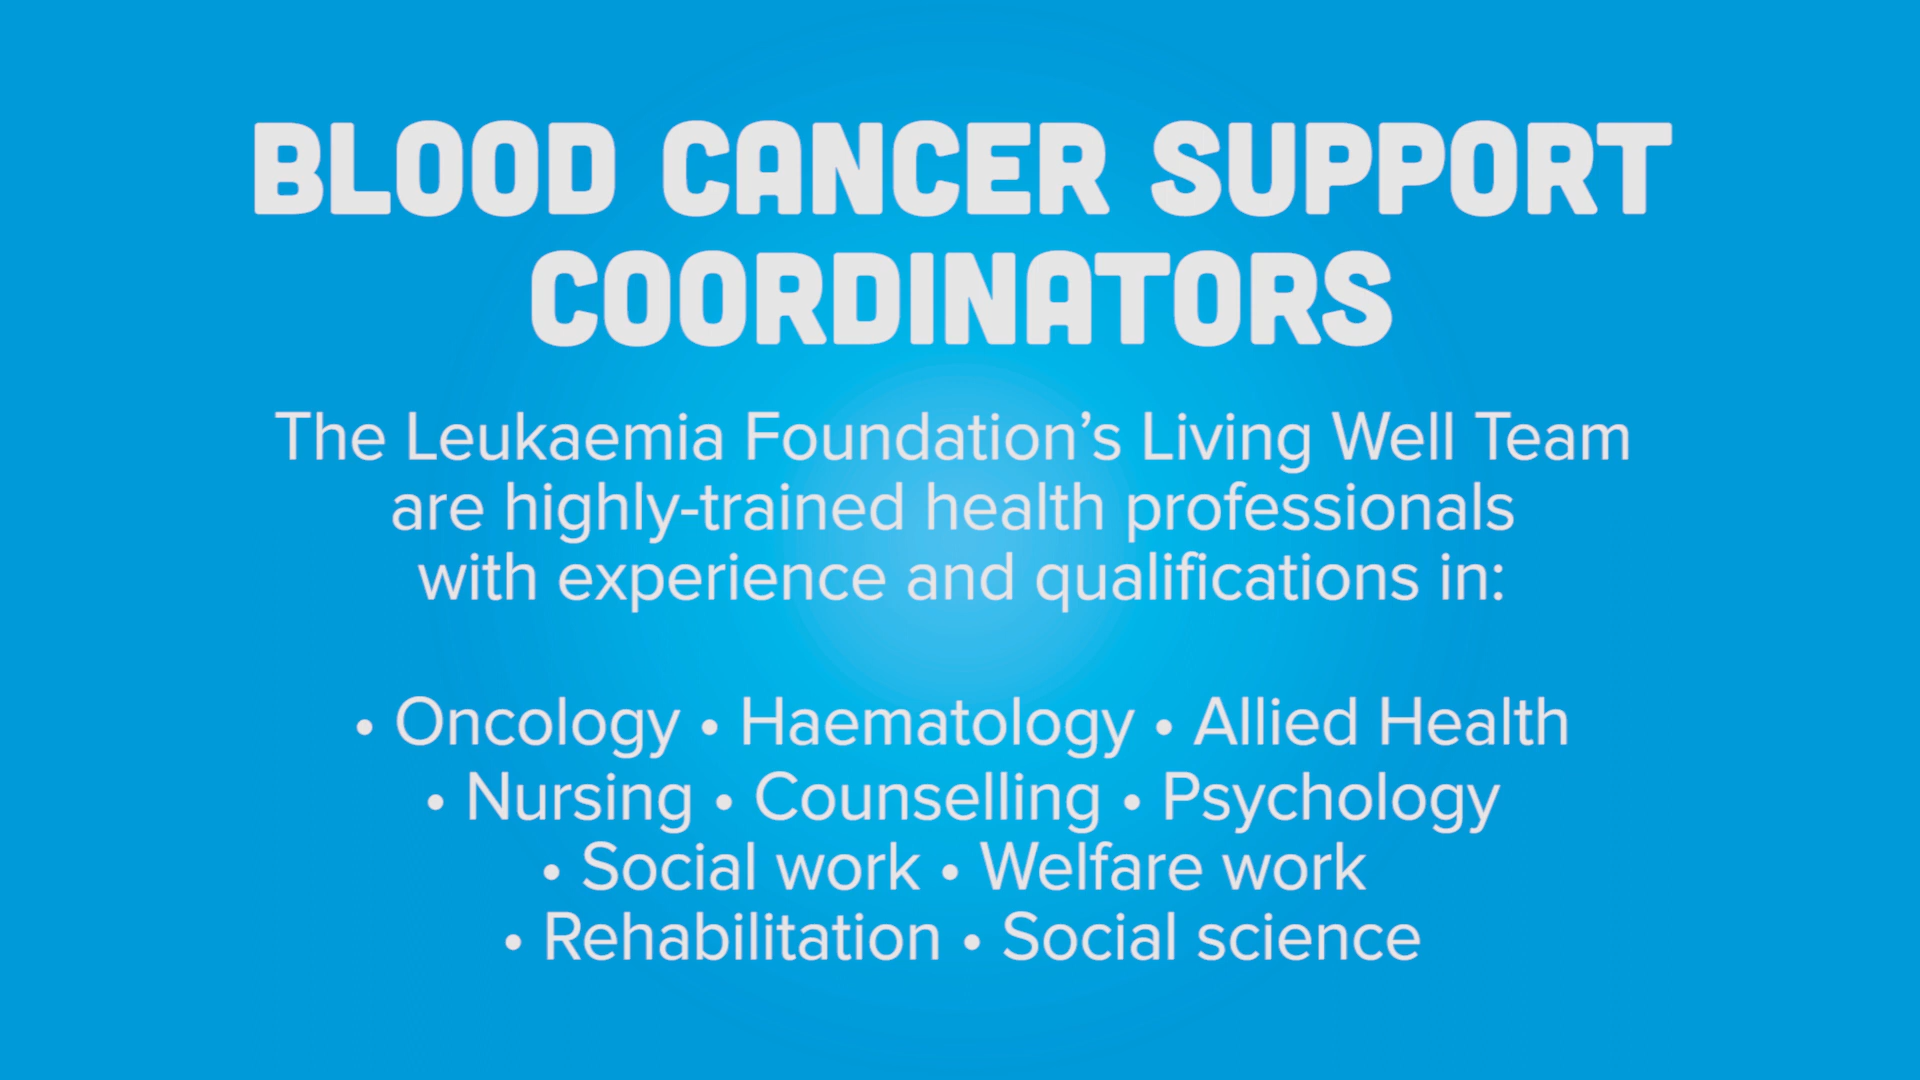 BLOOD CANCER SUPPORT
COORDINATORS
The Leukaemia Foundation’s Living Well Team
are highly-trained health professionals
with experience and qualifications in:
• Oncology • Haematology • Allied Health
• Nursing • Counselling • Psychology
• Social work • Welfare work
• Rehabilitation • Social science